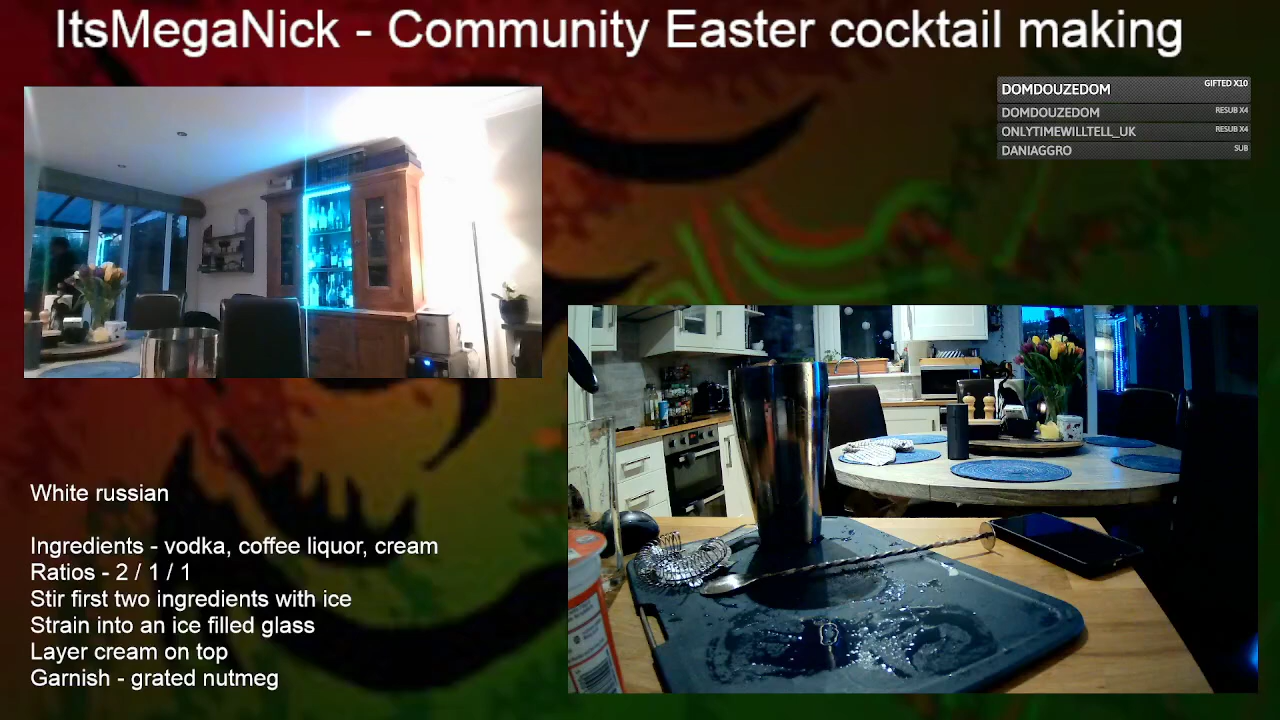 ItsMegaNick - Community Easter cocktail making
DOMDOUZEDOM GIFTED X10
DOMDOUZEDOM RESUB X4
ONLYTIMEWILLTELL_UK RESUB X4
DANIAGGRO SUB
White russian
Ingredients - vodka, coffee liquor, cream
Ratios - 2 / 1 / 1
Stir first two ingredients with ice
Strain into an ice filled glass
Layer cream on top
Garnish - grated nutmeg